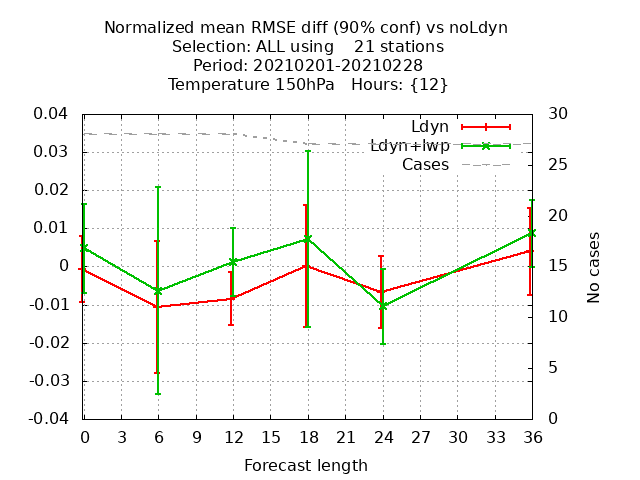 Normalized mean RMSE diff (90% conf) vs noLdyn
Selection: ALL using    21 stations
Period: 20210201-20210228
Temperature 150hPa   Hours: {12}
0.04 30
Ldyn
Ldyn+lwp
Cases
0.03 25
0.02 20
0.01
0 15
-0.01 10
-0.02
-0.03 5
-0.04 0
No cases
0 3 6 9 12 15 18 21 24 27 30 33 36
Forecast length